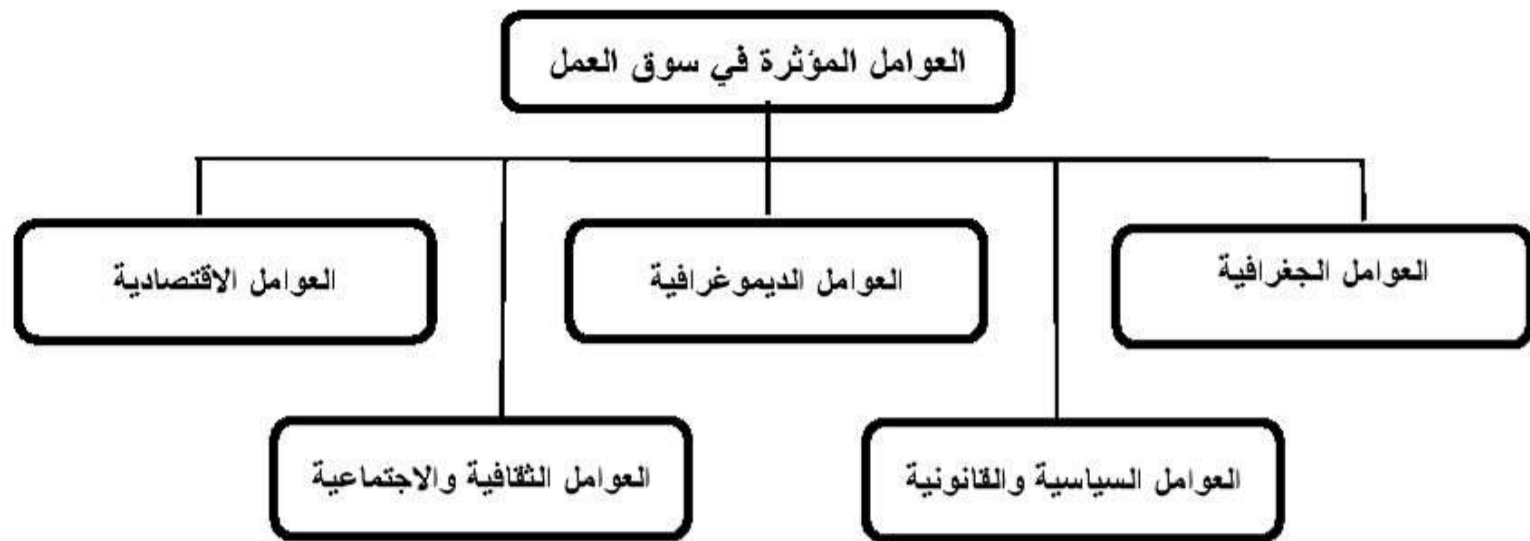 العوامل المؤثرة في سوق العمل
العوامل الجغرافية
العوامل الديموغرافية
العوامل الاقتصادية
العوامل السياسية والقانونية
العوامل الثقافية والاجتماعية